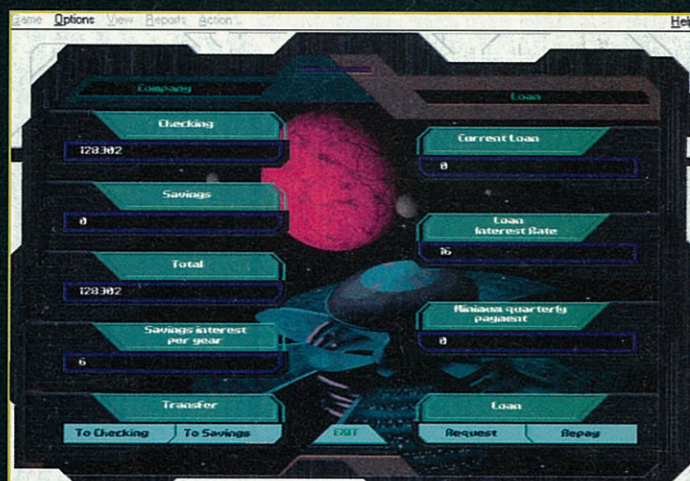 Game Options View Reports Action Help
Company
Loan
Checking
128302
Savings
0
Total
128302
Savings interest
per year
6
Transfer
To Checking To Savings
EXIT
Current Loan
0
Loan
Interest Rate
16
Minimum quarterly
payment
0
Loan
Request Repay